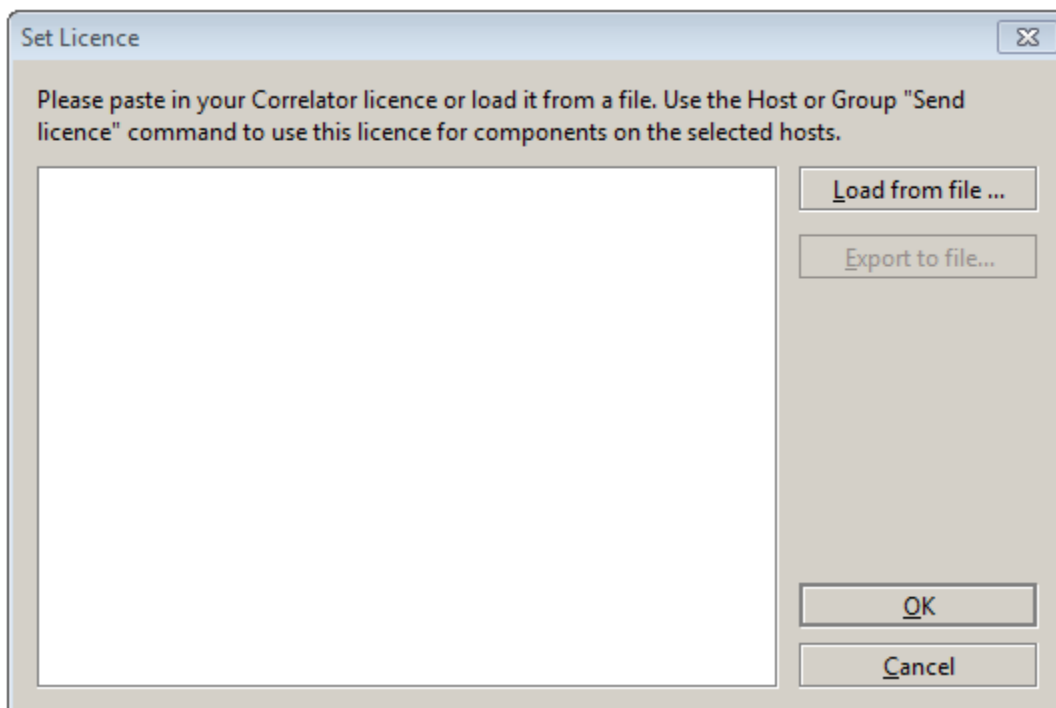 Set Licence
Please paste in your Correlator licence or load it from a file. Use the Host or Group "Send
licence" command to use this licence for components on the selected hosts.
Load from file ...
Export to file...
OK
Cancel